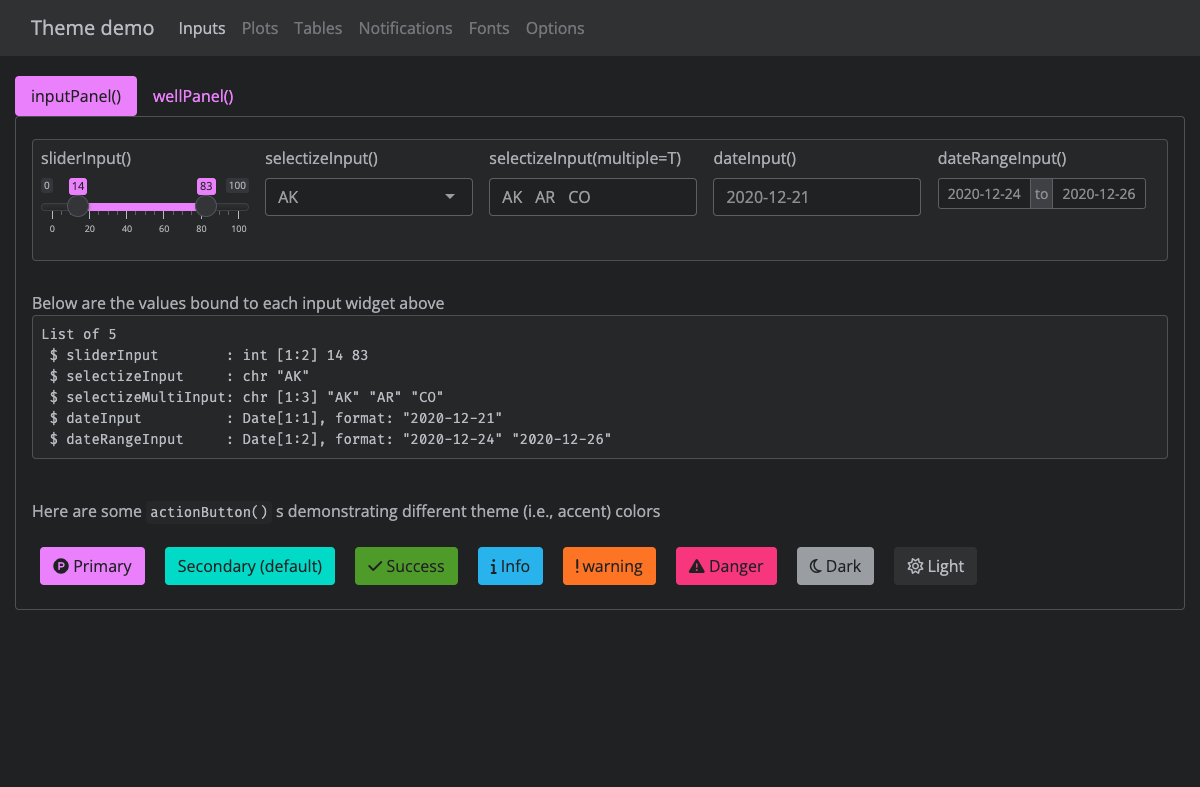 Theme demo Inputs Plots Tables Notifications Fonts Options
inputPanel() wellPanel()
sliderInput() selectizeInput() selectizeInput(multiple=T) dateInput() dateRangeInput()
0 14 83 100
AK AK AR CO 2020-12-21 2020-12-24 to 2020-12-26
0 20 40 60 80 100
Below are the values bound to each input widget above
List of 5
 $ sliderInput        : int [1:2] 14 83
 $ selectizeInput     : chr "AK"
 $ selectizeMultiInput: chr [1:3] "AK" "AR" "CO"
 $ dateInput          : Date[1:1], format: "2020-12-21"
 $ dateRangeInput     : Date[1:2], format: "2020-12-24" "2020-12-26"
Here are some actionButton() s demonstrating different theme (i.e., accent) colors
Primary Secondary (default) Success Info warning Danger Dark Light